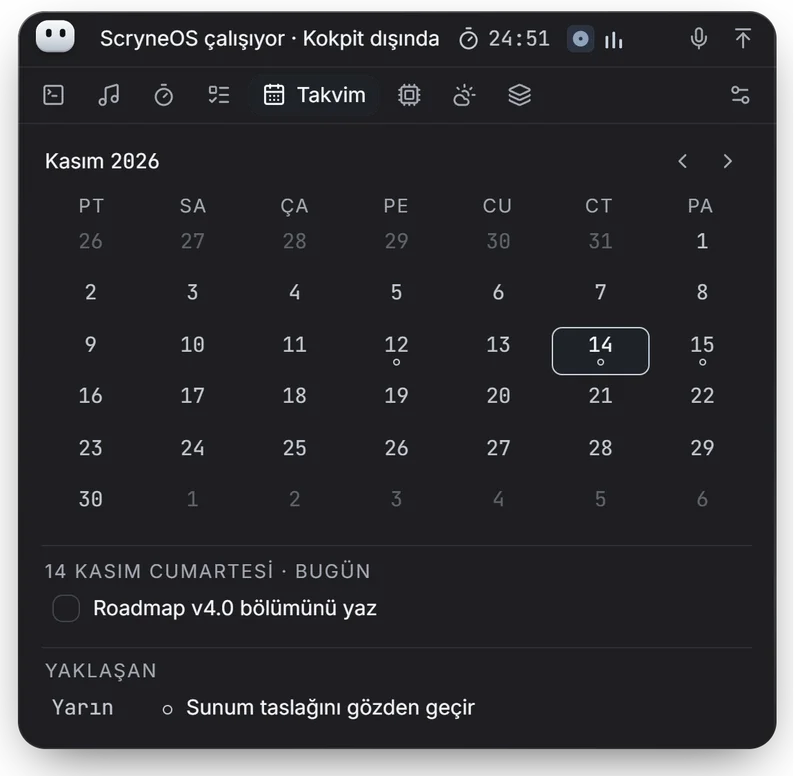 ScryneOS çalışıyor · Kokpit dışında 24:51
Takvim
Kasım 2026
PT SA ÇA PE CU CT PA
26 27 28 29 30 31 1
2 3 4 5 6 7 8
9 10 11 12 13 14 15
16 17 18 19 20 21 22
23 24 25 26 27 28 29
30 1 2 3 4 5 6
14 KASIM CUMARTESİ · BUGÜN
Roadmap v4.0 bölümünü yaz
YAKLAŞAN
Yarın Sunum taslağını gözden geçir